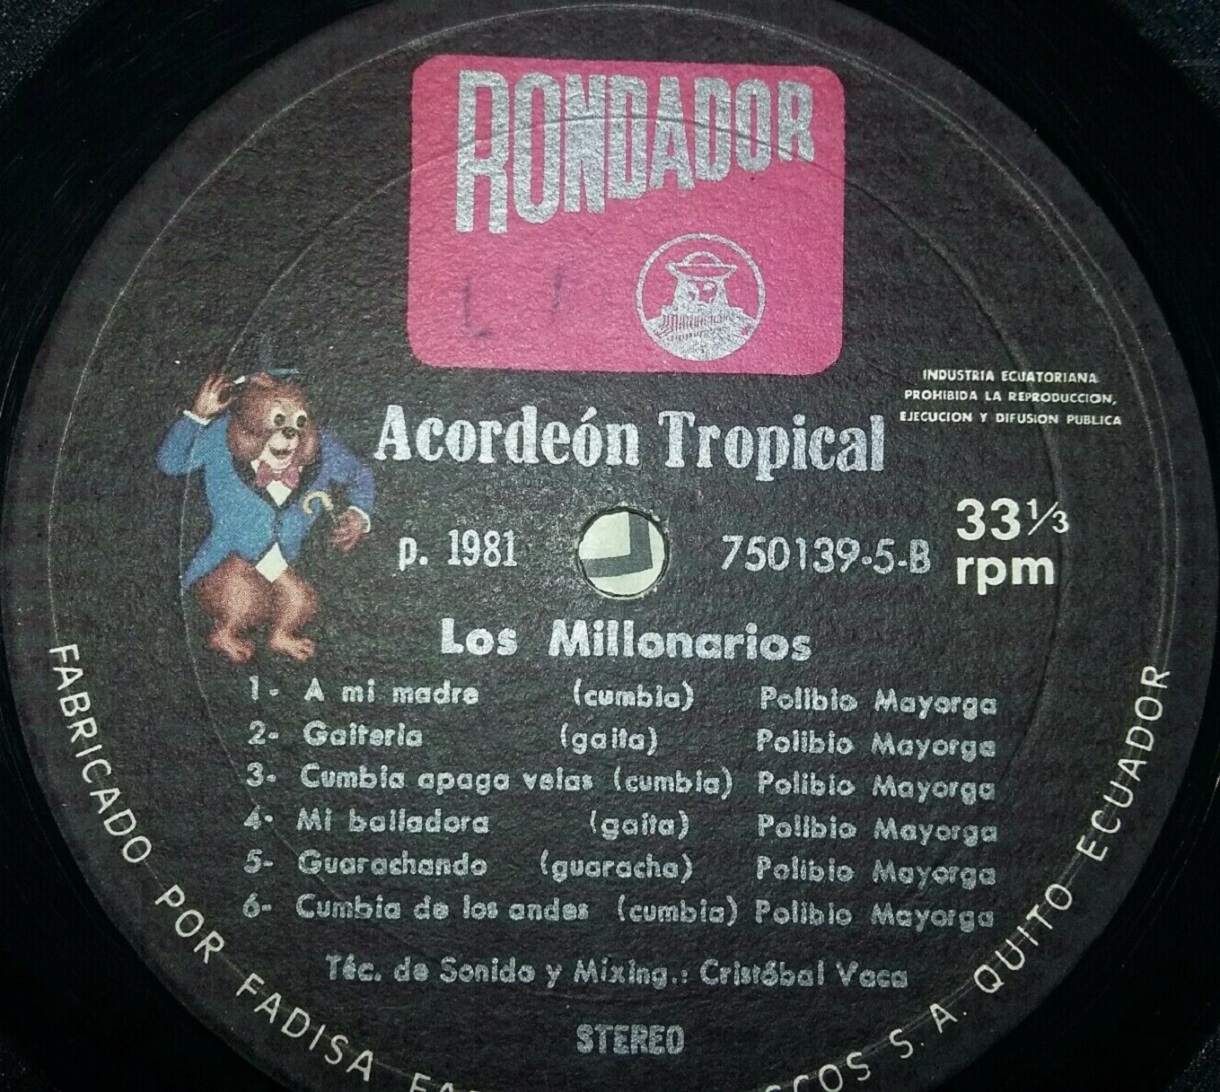 RONDADOR
INDUSTRIA ECUATORIANA
PROHIBIDA LA REPRODUCCION,
EJECUCION Y DIFUSION PUBLICA
Acordeón Tropical
p. 1981
750139-5-B
33 1/3
rpm
Los Millonarios
1- A mi madre (cumbia) Polibio Mayorga
2- Gaiteria (gaita) Polibio Mayorga
3- Cumbia apaga velas (cumbia) Polibio Mayorga
4- Mi bailadora (gaita) Polibio Mayorga
5- Guarachando (guaracha) Polibio Mayorga
6- Cumbia de los andes (cumbia) Polibio Mayorga
Téc. de Sonido y Mixing.: Cristóbal Vaca
STEREO
FABRICADO POR FADISA S. A. QUITO ECUADOR